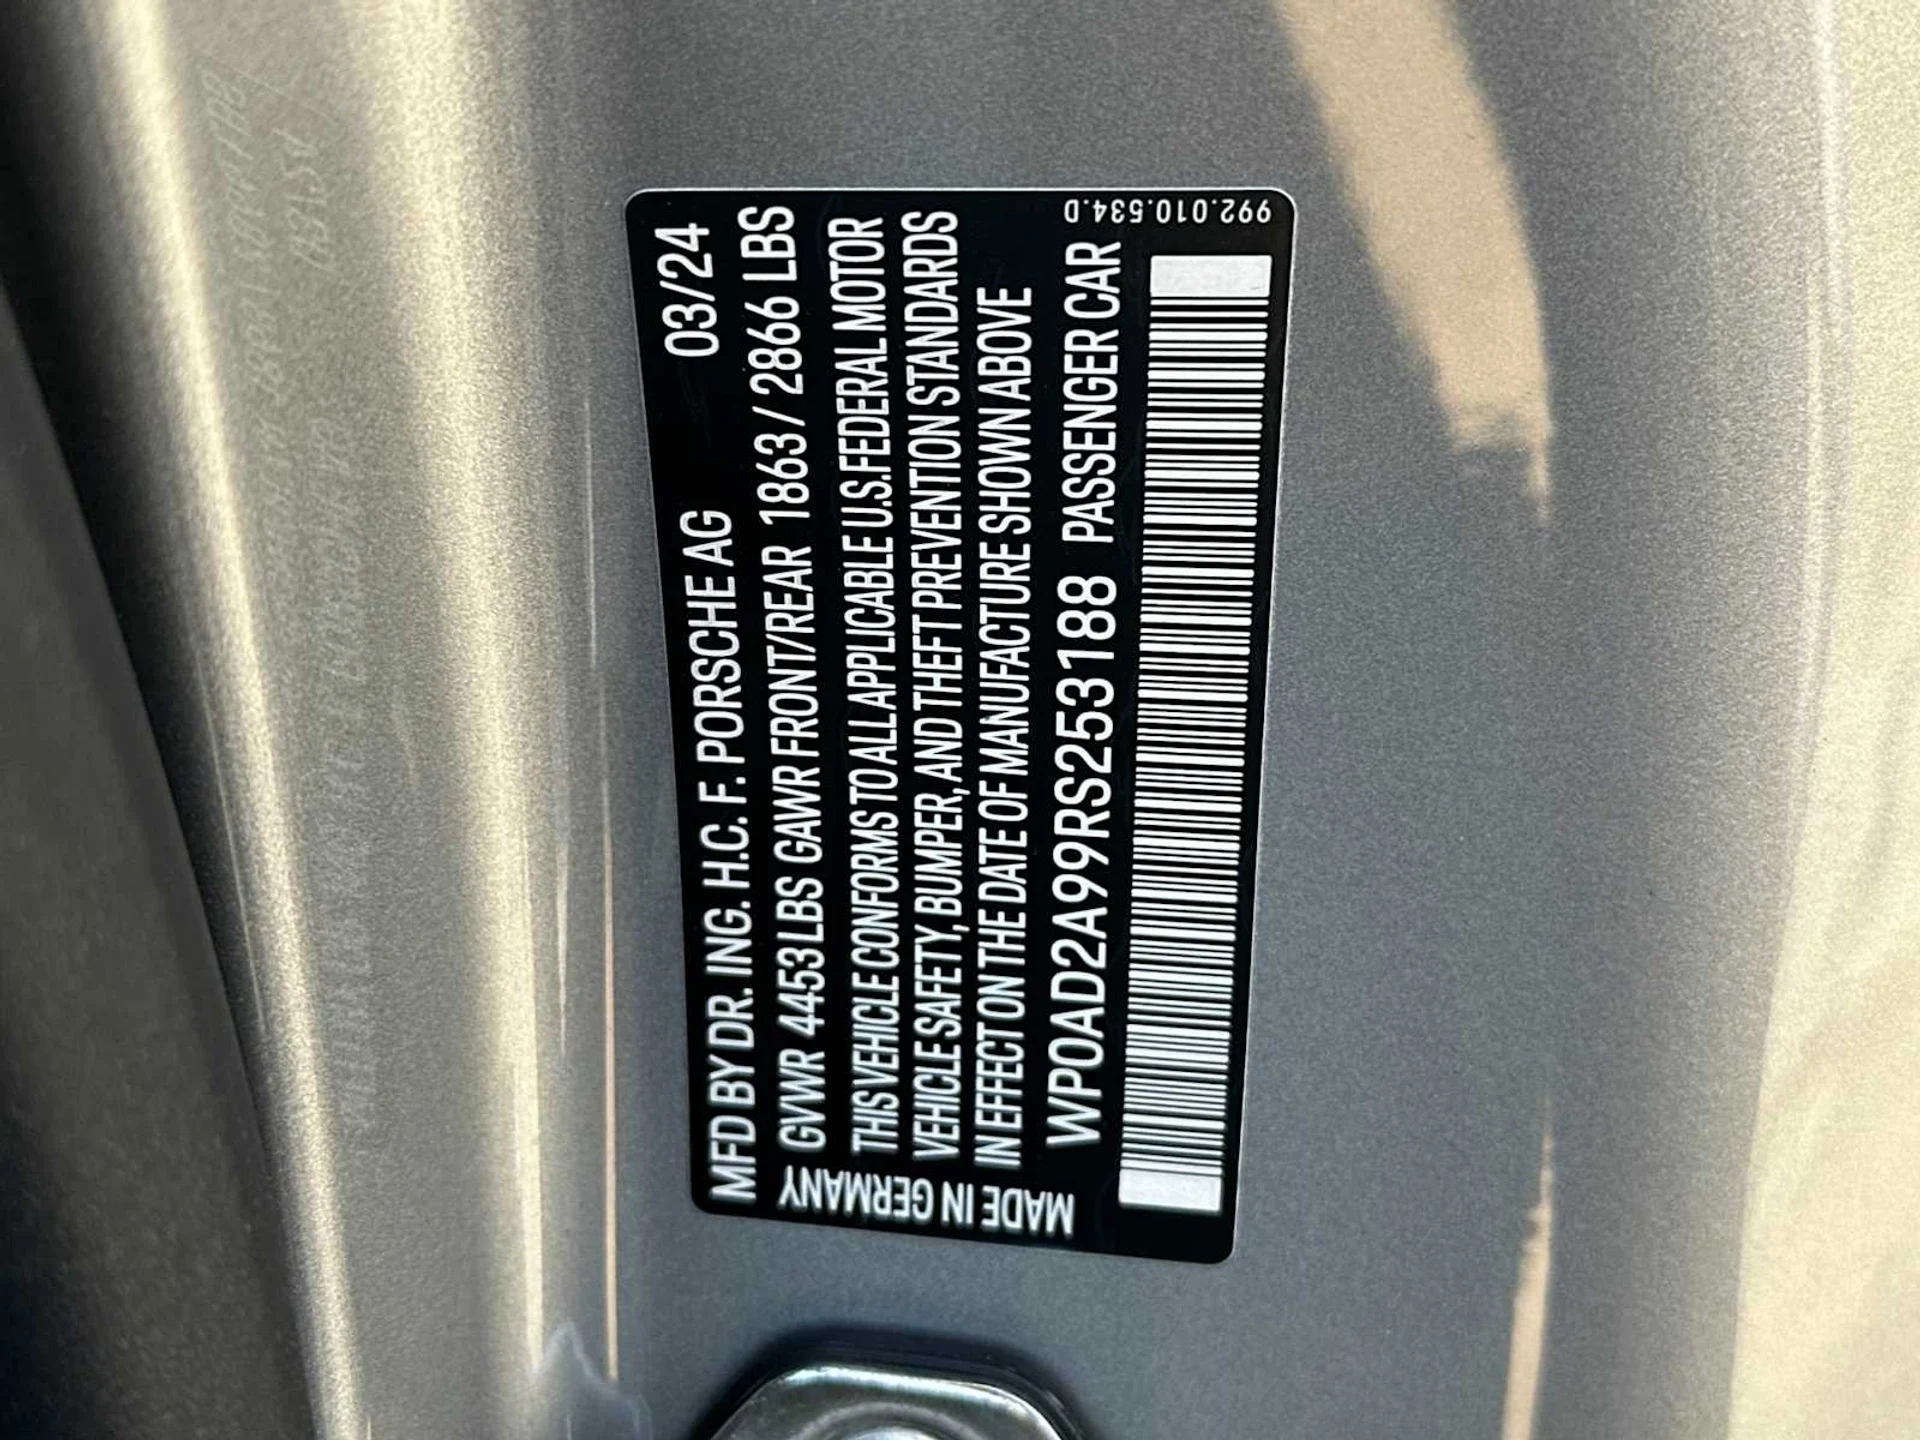 MFD BY DR. ING. H.C. F. PORSCHE AG 03/24
GVWR 4453 LBS GAWR FRONT/REAR 1863 / 2866 LBS
THIS VEHICLE CONFORMS TO ALL APPLICABLE U.S. FEDERAL MOTOR
VEHICLE SAFETY, BUMPER, AND THEFT PREVENTION STANDARDS
IN EFFECT ON THE DATE OF MANUFACTURE SHOWN ABOVE
WP0AD2A99RS253188 PASSENGER CAR
MADE IN GERMANY
992.010.534.D